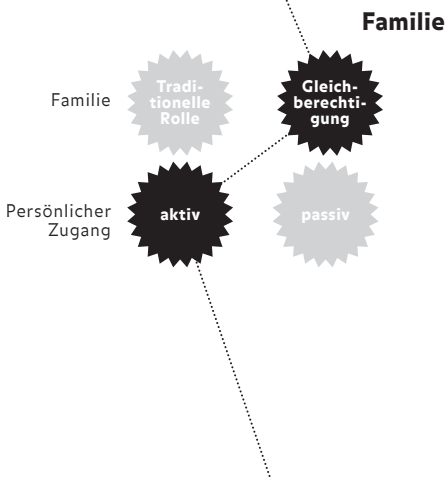 Familie
Familie
Tradi-
tionelle
Rolle
Gleich-
berechti-
gung
Persönlicher
Zugang
aktiv
passiv